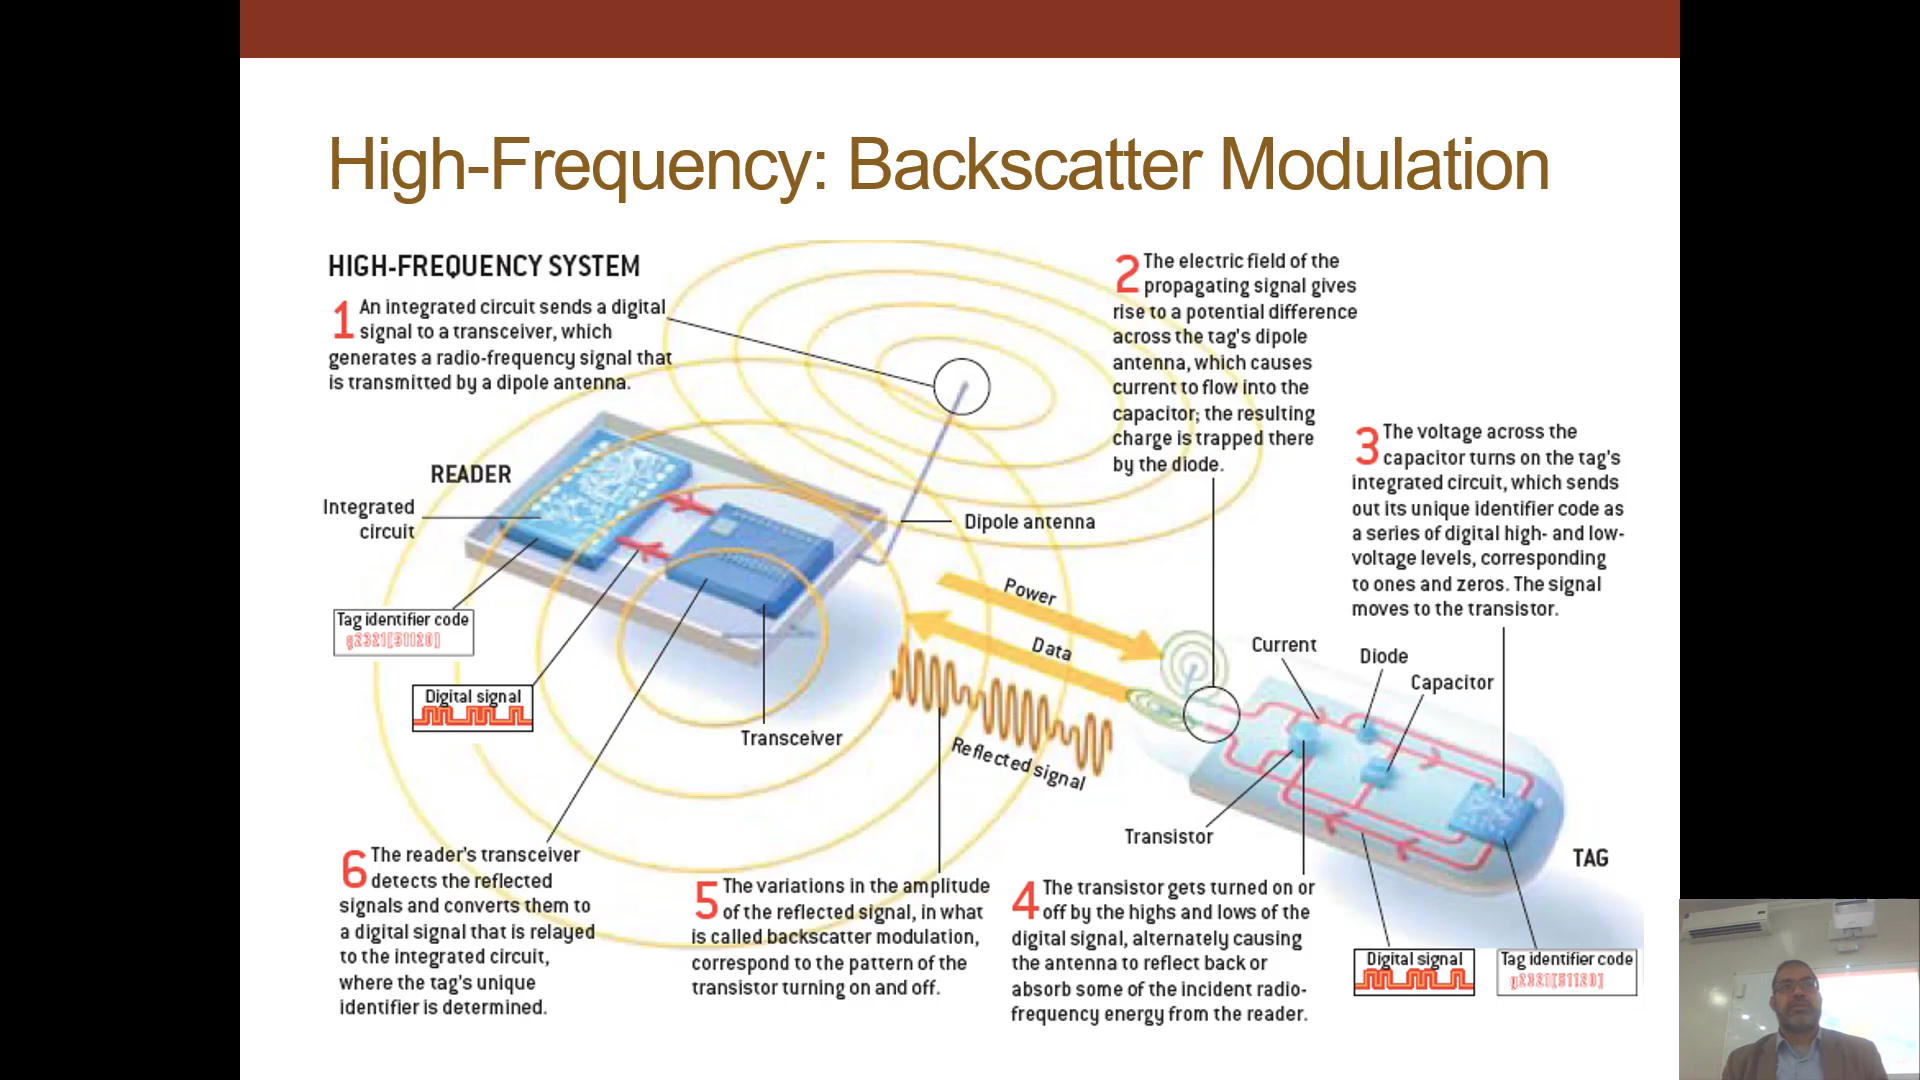 High-Frequency: Backscatter Modulation
HIGH-FREQUENCY SYSTEM
1 An integrated circuit sends a digital
signal to a transceiver, which
generates a radio-frequency signal that
is transmitted by a dipole antenna.
2 The electric field of the
propagating signal gives
rise to a potential difference
across the tag's dipole
antenna, which causes
current to flow into the
capacitor; the resulting
charge is trapped there
by the diode.
3 The voltage across the
capacitor turns on the tag's
integrated circuit, which sends
out its unique identifier code as
a series of digital high- and low-
voltage levels, corresponding
to ones and zeros. The signal
moves to the transistor.
READER
Integrated
circuit
Dipole antenna
Tag identifier code
g2321[51120]
Digital signal
Transceiver
Power
Data
Reflected signal
Current
Diode
Capacitor
Transistor
TAG
6 The reader's transceiver
detects the reflected
signals and converts them to
a digital signal that is relayed
to the integrated circuit,
where the tag's unique
identifier is determined.
5 The variations in the amplitude
of the reflected signal, in what
is called backscatter modulation,
correspond to the pattern of the
transistor turning on and off.
4 The transistor gets turned on or
off by the highs and lows of the
digital signal, alternately causing
the antenna to reflect back or
absorb some of the incident radio-
frequency energy from the reader.
Digital signal
Tag identifier code
g2321[51120]